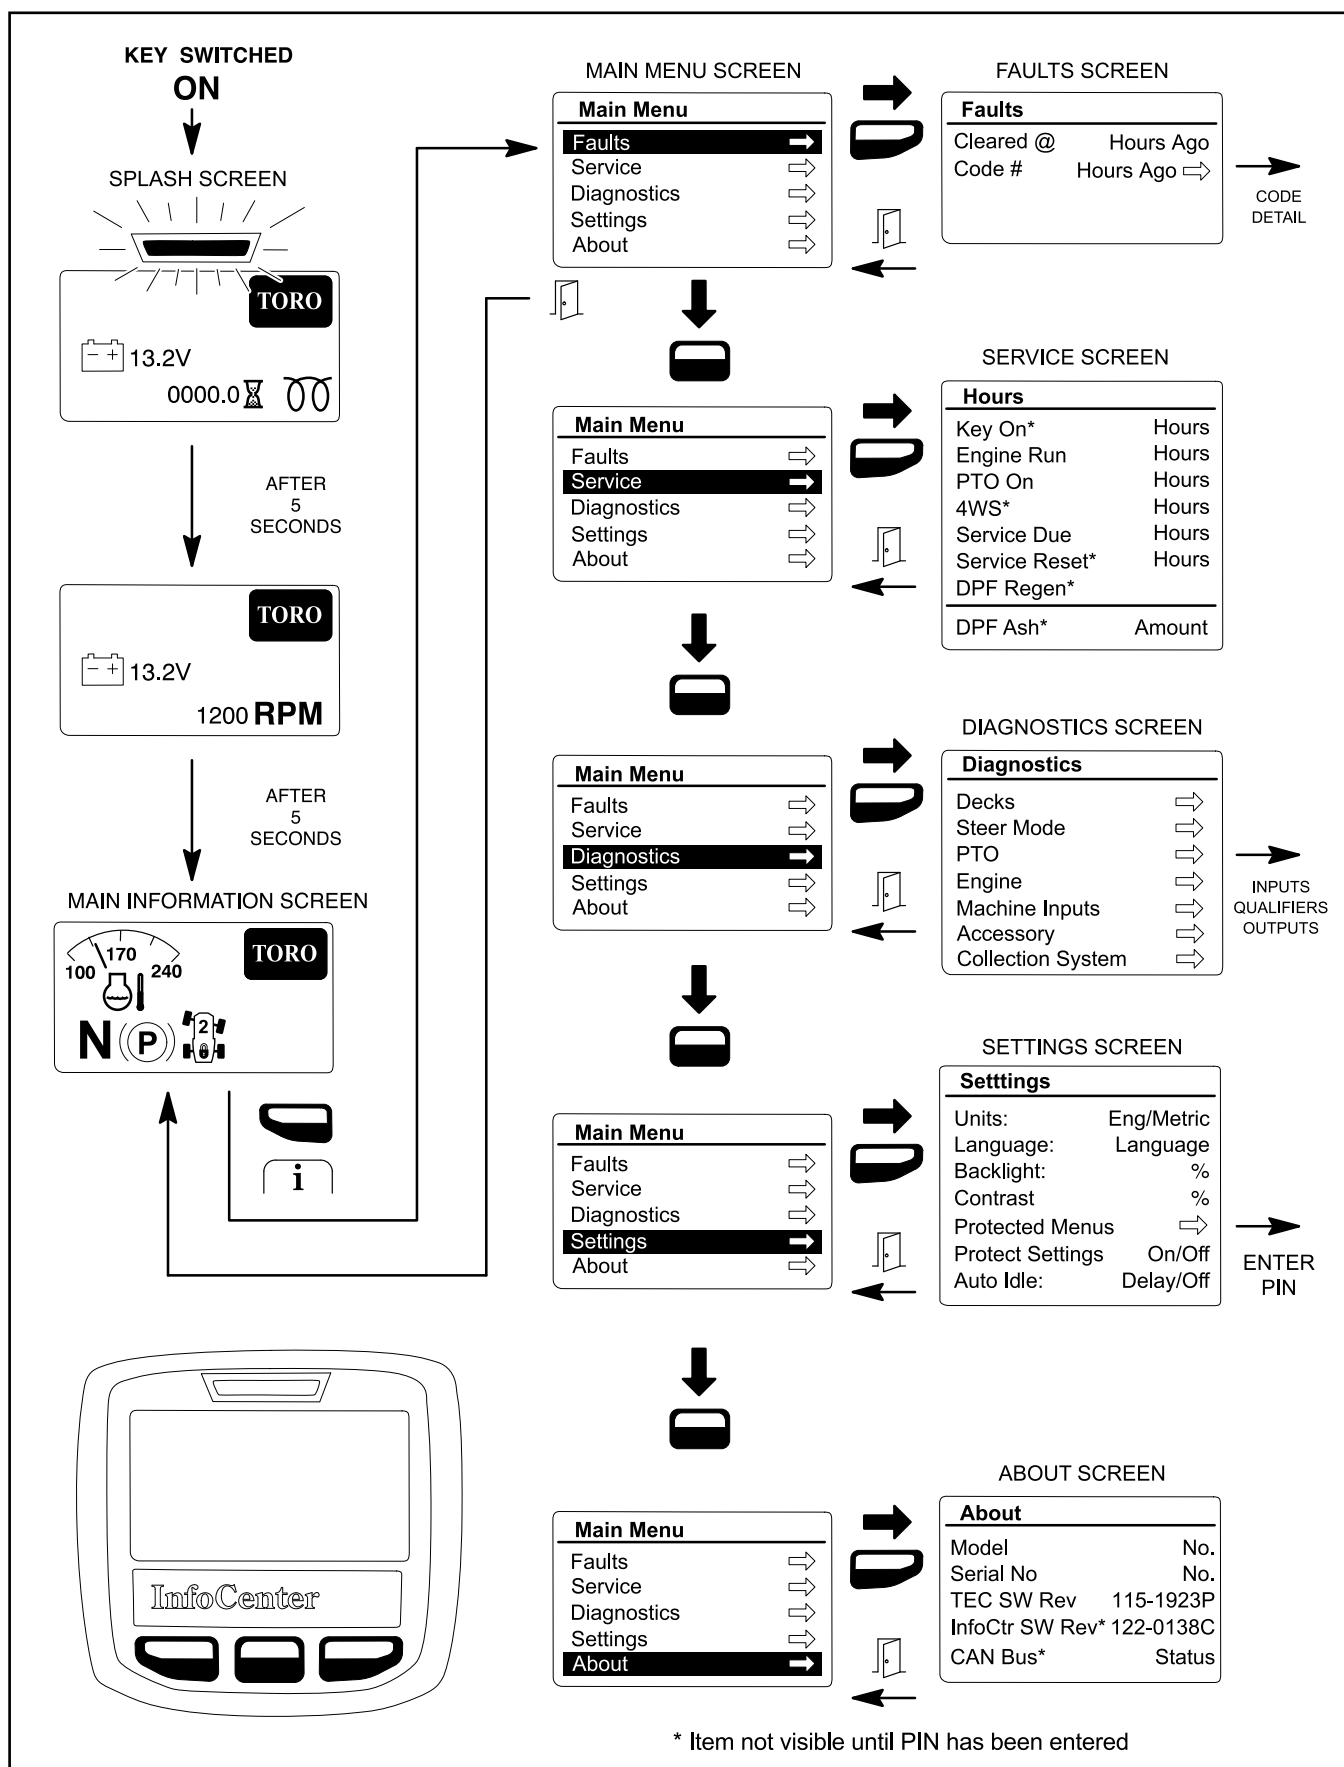 KEY SWITCHED
ON
SPLASH SCREEN
TORO
- + 13.2V
0000.0
AFTER
5
SECONDS
TORO
- + 13.2V
1200 RPM
AFTER
5
SECONDS
MAIN INFORMATION SCREEN
TORO
100 170 240
N (P) 2
i
InfoCenter
MAIN MENU SCREEN
Main Menu
Faults
Service
Diagnostics
Settings
About
FAULTS SCREEN
Faults
Cleared @ Hours Ago
Code # Hours Ago
CODE
DETAIL
Main Menu
Faults
Service
Diagnostics
Settings
About
SERVICE SCREEN
Hours
Key On* Hours
Engine Run Hours
PTO On Hours
4WS* Hours
Service Due Hours
Service Reset* Hours
DPF Regen*
DPF Ash* Amount
Main Menu
Faults
Service
Diagnostics
Settings
About
DIAGNOSTICS SCREEN
Diagnostics
Decks
Steer Mode
PTO
Engine
Machine Inputs
Accessory
Collection System
INPUTS
QUALIFIERS
OUTPUTS
Main Menu
Faults
Service
Diagnostics
Settings
About
SETTINGS SCREEN
Setttings
Units: Eng/Metric
Language: Language
Backlight: %
Contrast %
Protected Menus
Protect Settings On/Off
Auto Idle: Delay/Off
ENTER
PIN
Main Menu
Faults
Service
Diagnostics
Settings
About
ABOUT SCREEN
About
Model No.
Serial No No.
TEC SW Rev 115-1923P
InfoCtr SW Rev* 122-0138C
CAN Bus* Status
* Item not visible until PIN has been entered